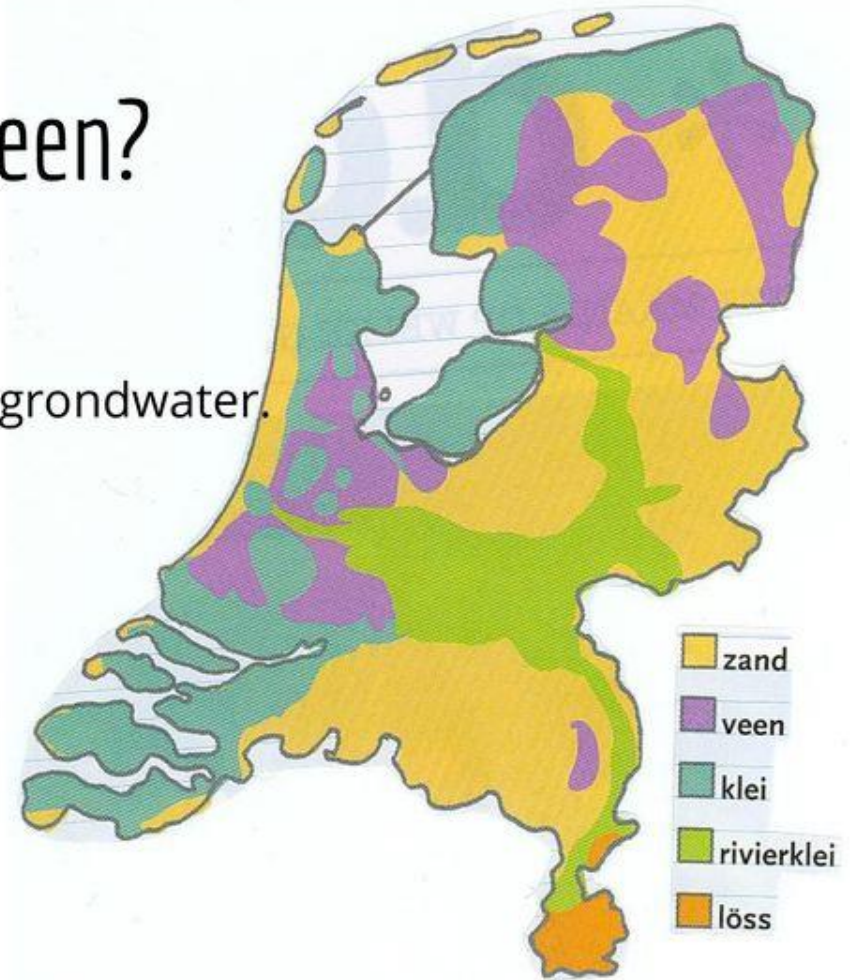 een?
grondwater.
zand
veen
klei
rivierklei
löss